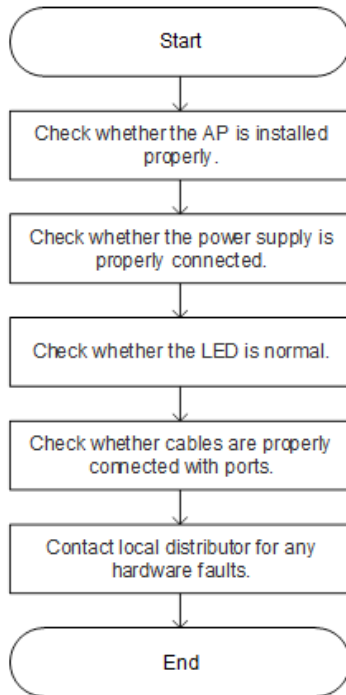 Start
Check whether the AP is installed
properly.
Check whether the power supply is
properly connected.
Check whether the LED is normal.
Check whether cables are properly
connected with ports.
Contact local distributor for any
hardware faults.
End